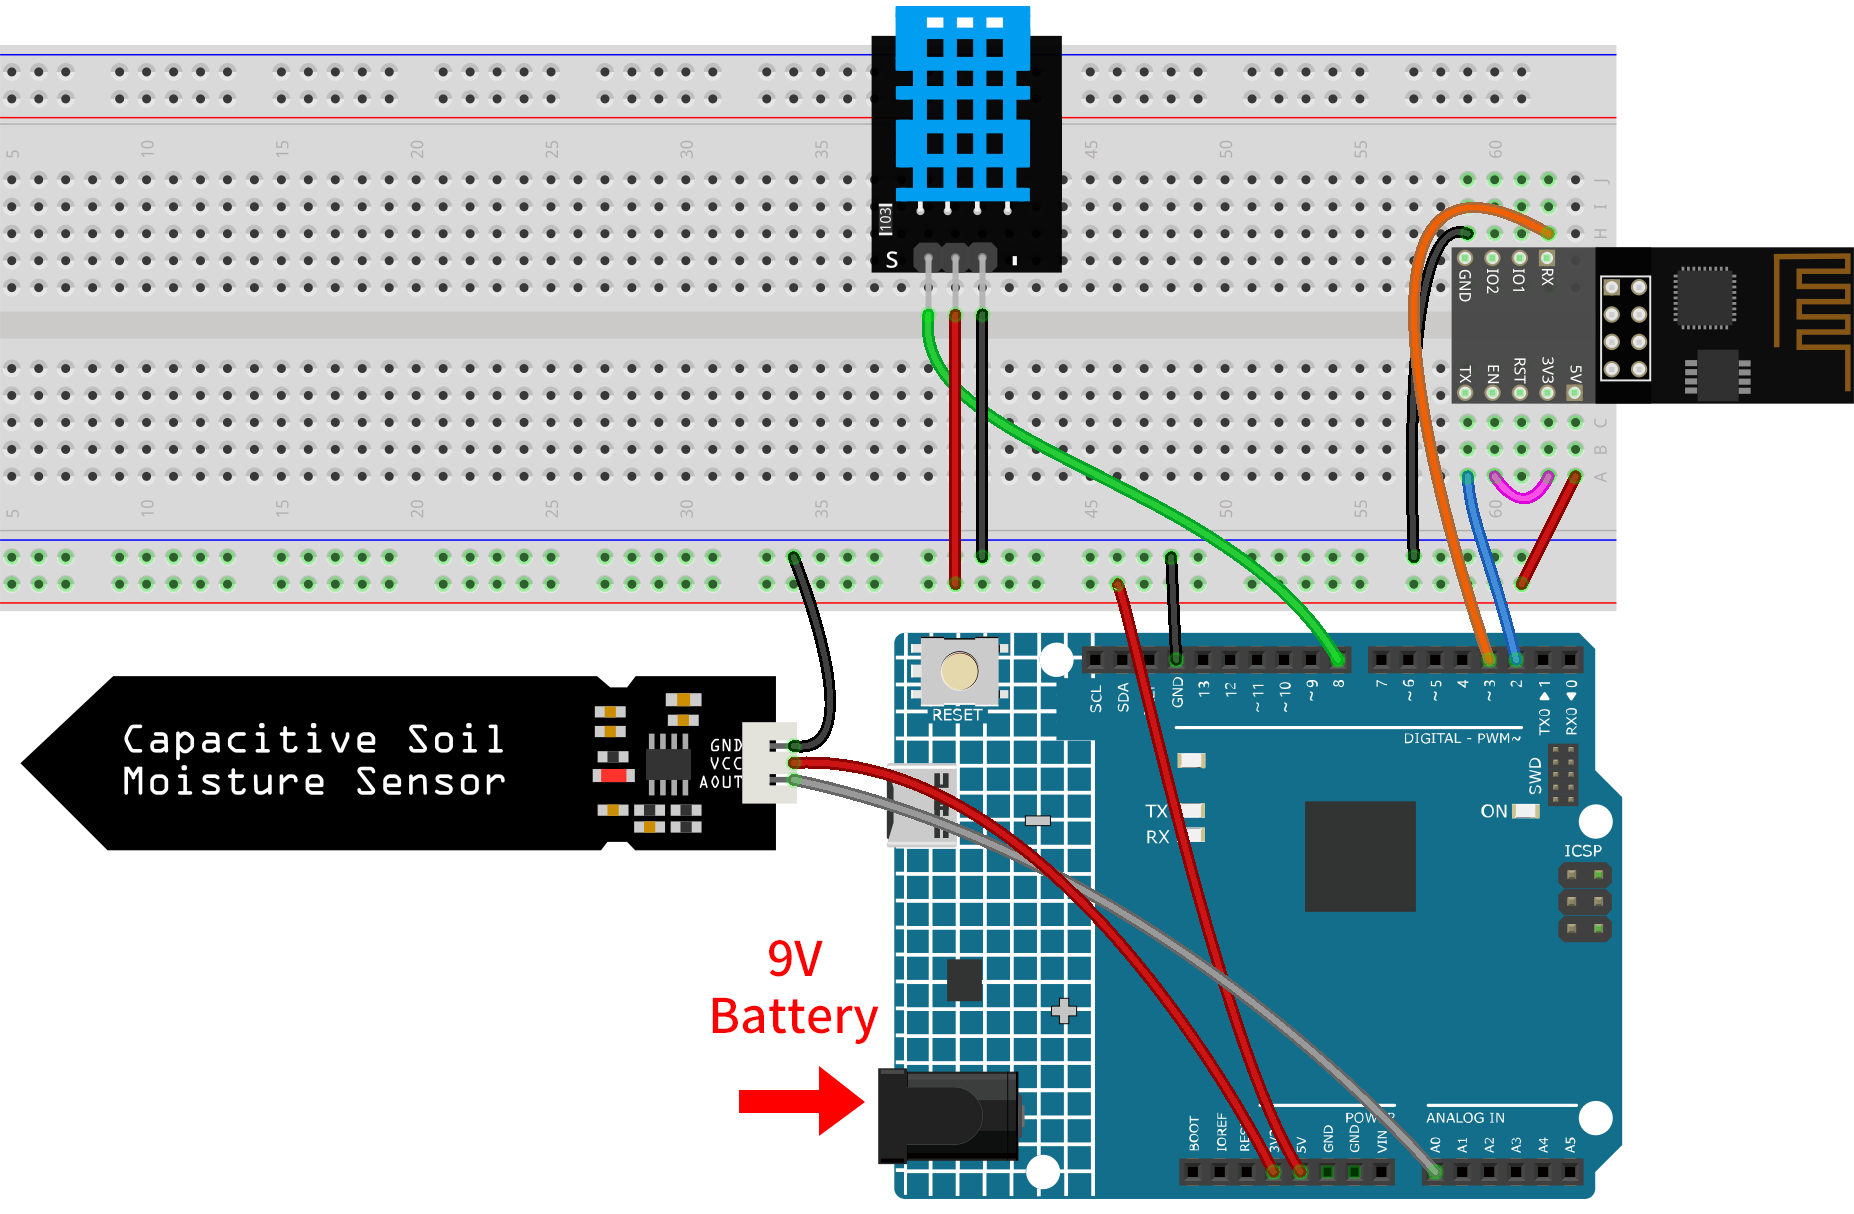 5 10 15 20 25 30 35 45 50 55 60
J
I
H
103
S
GND IO2 IO1 RX
TX EN RST 3V3 5V
C
B
A
5 10 15 20 25 30 35 45 50 55 60
RESET
SCL SDA GND 13 12 ~11 ~10 ~9 8 7 ~6 ~5 4 ~3 2 TX0▶1 RX0◀0
DIGITAL - PWM~
Capacitive Soil
Moisture Sensor
GND
VCC
AOUT
SWD
TX
RX
ON
ICSP
9V
Battery
POWER
ANALOG IN
BOOT IOREF 3V3 5V GND GND VIN A0 A1 A2 A3 A4 A5